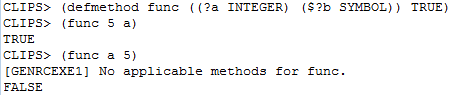 CLIPS> (defmethod func ((?a INTEGER) ($?b SYMBOL)) TRUE)
CLIPS> (func 5 a)
TRUE
CLIPS> (func a 5)
[GENRCEXE1] No applicable methods for func.
FALSE